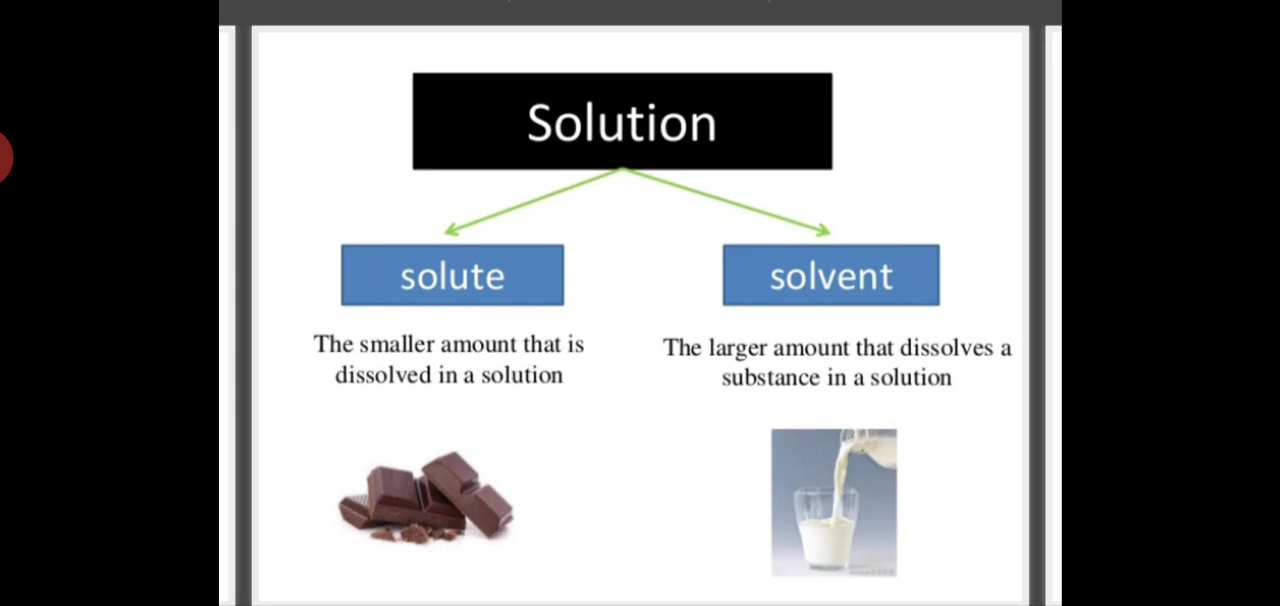 Solution
solute
solvent
The smaller amount that is
dissolved in a solution
The larger amount that dissolves a
substance in a solution